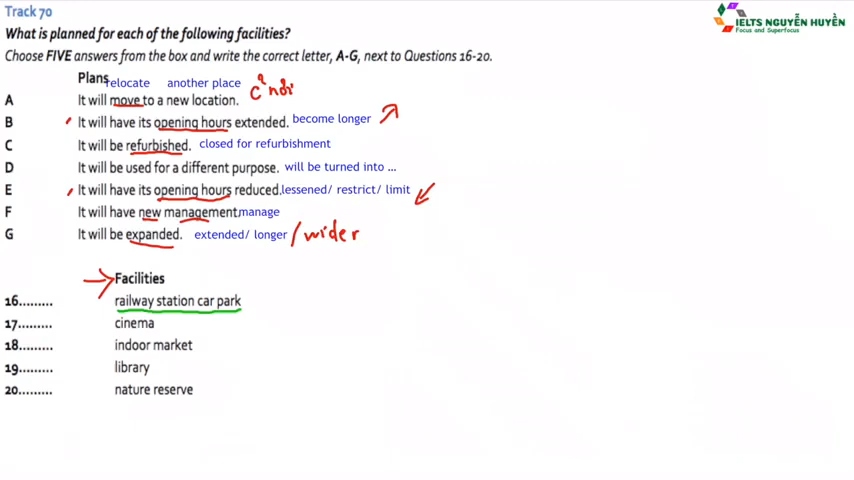 Track 70
IELTS NGUYỄN HUYỀN
Focus and Superfocus
What is planned for each of the following facilities?
Choose FIVE answers from the box and write the correct letter, A-G, next to Questions 16-20.
Plans
relocate another place
A It will move to a new location.
B It will have its opening hours extended. become longer
C It will be refurbished. closed for refurbishment
D It will be used for a different purpose. will be turned into ...
E It will have its opening hours reduced. lessened/ restrict/ limit
F It will have new management. manage
G It will be expanded. extended/ longer / wider
Facilities
16......... railway station car park
17......... cinema
18......... indoor market
19......... library
20......... nature reserve